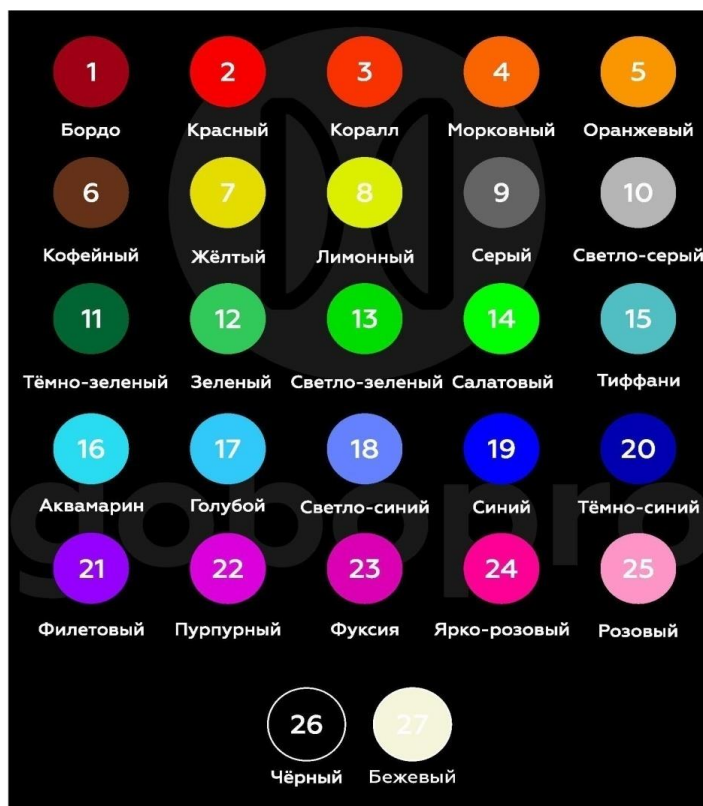 1 2 3 4 5
Бордо Красный Коралл Морковный Оранжевый
6 7 8 9 10
Кофейный Жёлтый Лимонный Серый Светло-серый
11 12 13 14 15
Тёмно-зеленый Зеленый Светло-зеленый Салатовый Тиффани
16 17 18 19 20
Аквамарин Голубой Светло-синий Синий Тёмно-синий
gobopro
21 22 23 24 25
Филетовый Пурпурный Фуксия Ярко-розовый Розовый
26 27
Чёрный Бежевый